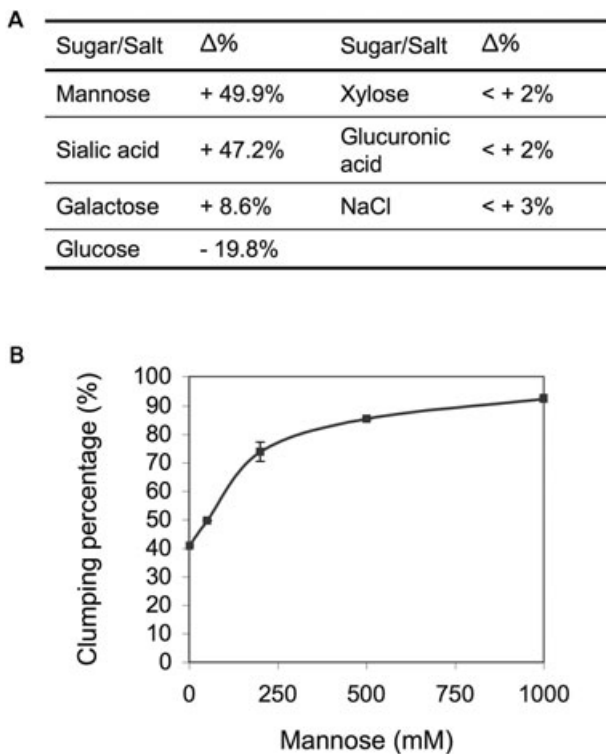 A
Sugar/Salt Δ% Sugar/Salt Δ%
Mannose + 49.9% Xylose < + 2%
Sialic acid + 47.2% Glucuronic acid < + 2%
Galactose + 8.6% NaCl < + 3%
Glucose - 19.8%
B
Clumping percentage (%)
100
90
80
70
60
50
40
30
20
10
0
0 250 500 750 1000
Mannose (mM)